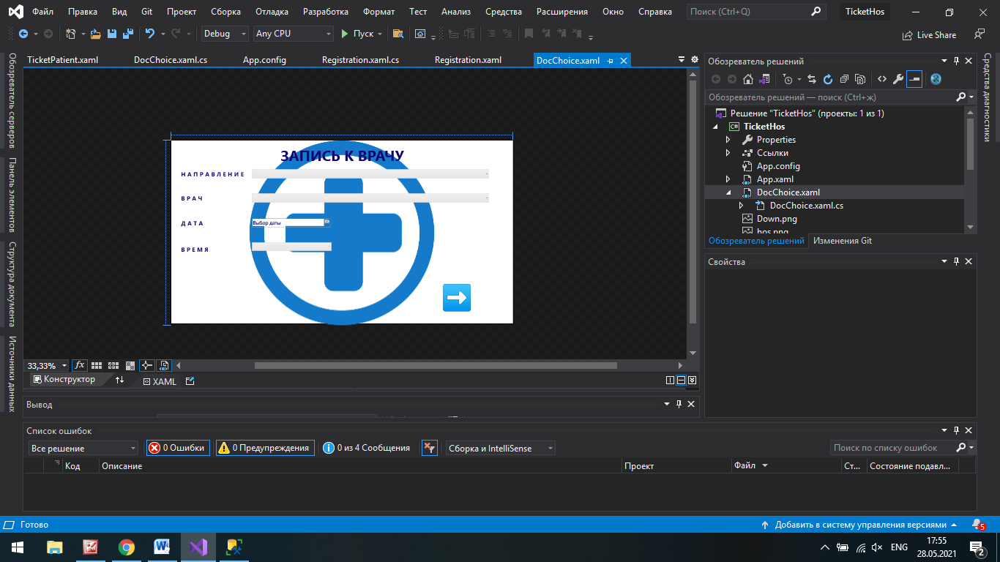 Файл Правка Вид Git Проект Сборка Отладка Разработка Формат Тест Анализ Средства Расширения Окно Справка Поиск (Ctrl+Q) TicketHos
Debug Any CPU Пуск Live Share
TicketPatient.xaml DocChoice.xaml.cs App.config Registration.xaml.cs Registration.xaml DocChoice.xaml
Обозреватель серверов
Панель элементов
Структура документа
Источники данных
ЗАПИСЬ К ВРАЧУ
НАПРАВЛЕНИЕ
ВРАЧ
ДАТА Выбор даты
ВРЕМЯ
33,33% fx
Конструктор XAML
Обозреватель решений
Обозреватель решений — поиск (Ctrl+ж)
Решение "TicketHos" (проекты: 1 из 1)
C# TicketHos
Properties
Ссылки
App.config
App.xaml
DocChoice.xaml
DocChoice.xaml.cs
Down.png
hos.png
Обозреватель решений Изменения Git
Свойства
Средства диагностики
Вывод
Список ошибок
Все решение 0 Ошибки 0 Предупреждения 0 из 4 Сообщения Сборка и IntelliSense Поиск по списку ошибок
Код Описание Проект Файл Ст... Состояние подавл...
Готово Добавить в систему управления версиями 5
17:55
ENG
28.05.2021
2